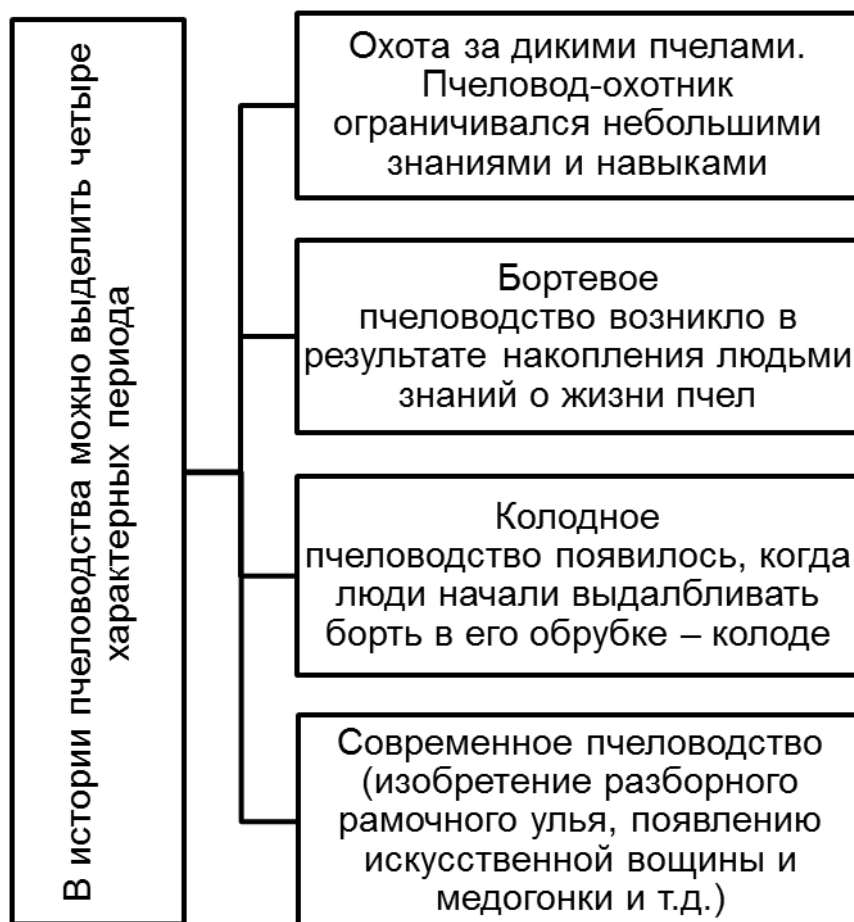 В истории пчеловодства можно выделить четыре
характерных периода
Охота за дикими пчелами.
Пчеловод-охотник
ограничивался небольшими
знаниями и навыками
Бортевое
пчеловодство возникло в
результате накопления людьми
знаний о жизни пчел
Колодное
пчеловодство появилось, когда
люди начали выдалбливать
борть в его обрубке – колоде
Современное пчеловодство
(изобретение разборного
рамочного улья, появлению
искусственной вощины и
медогонки и т.д.)